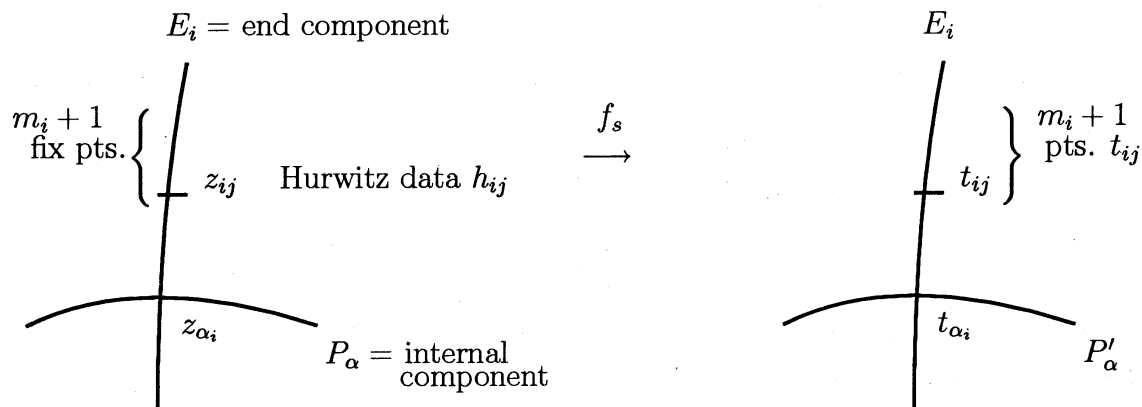 E_i = end component
E_i
m_i + 1
fix pts.
z_{ij}
Hurwitz data h_{ij}
f_s
→
m_i + 1
pts. t_{ij}
t_{ij}
z_{α_i}
P_α = internal
component
t_{α_i}
P'_α